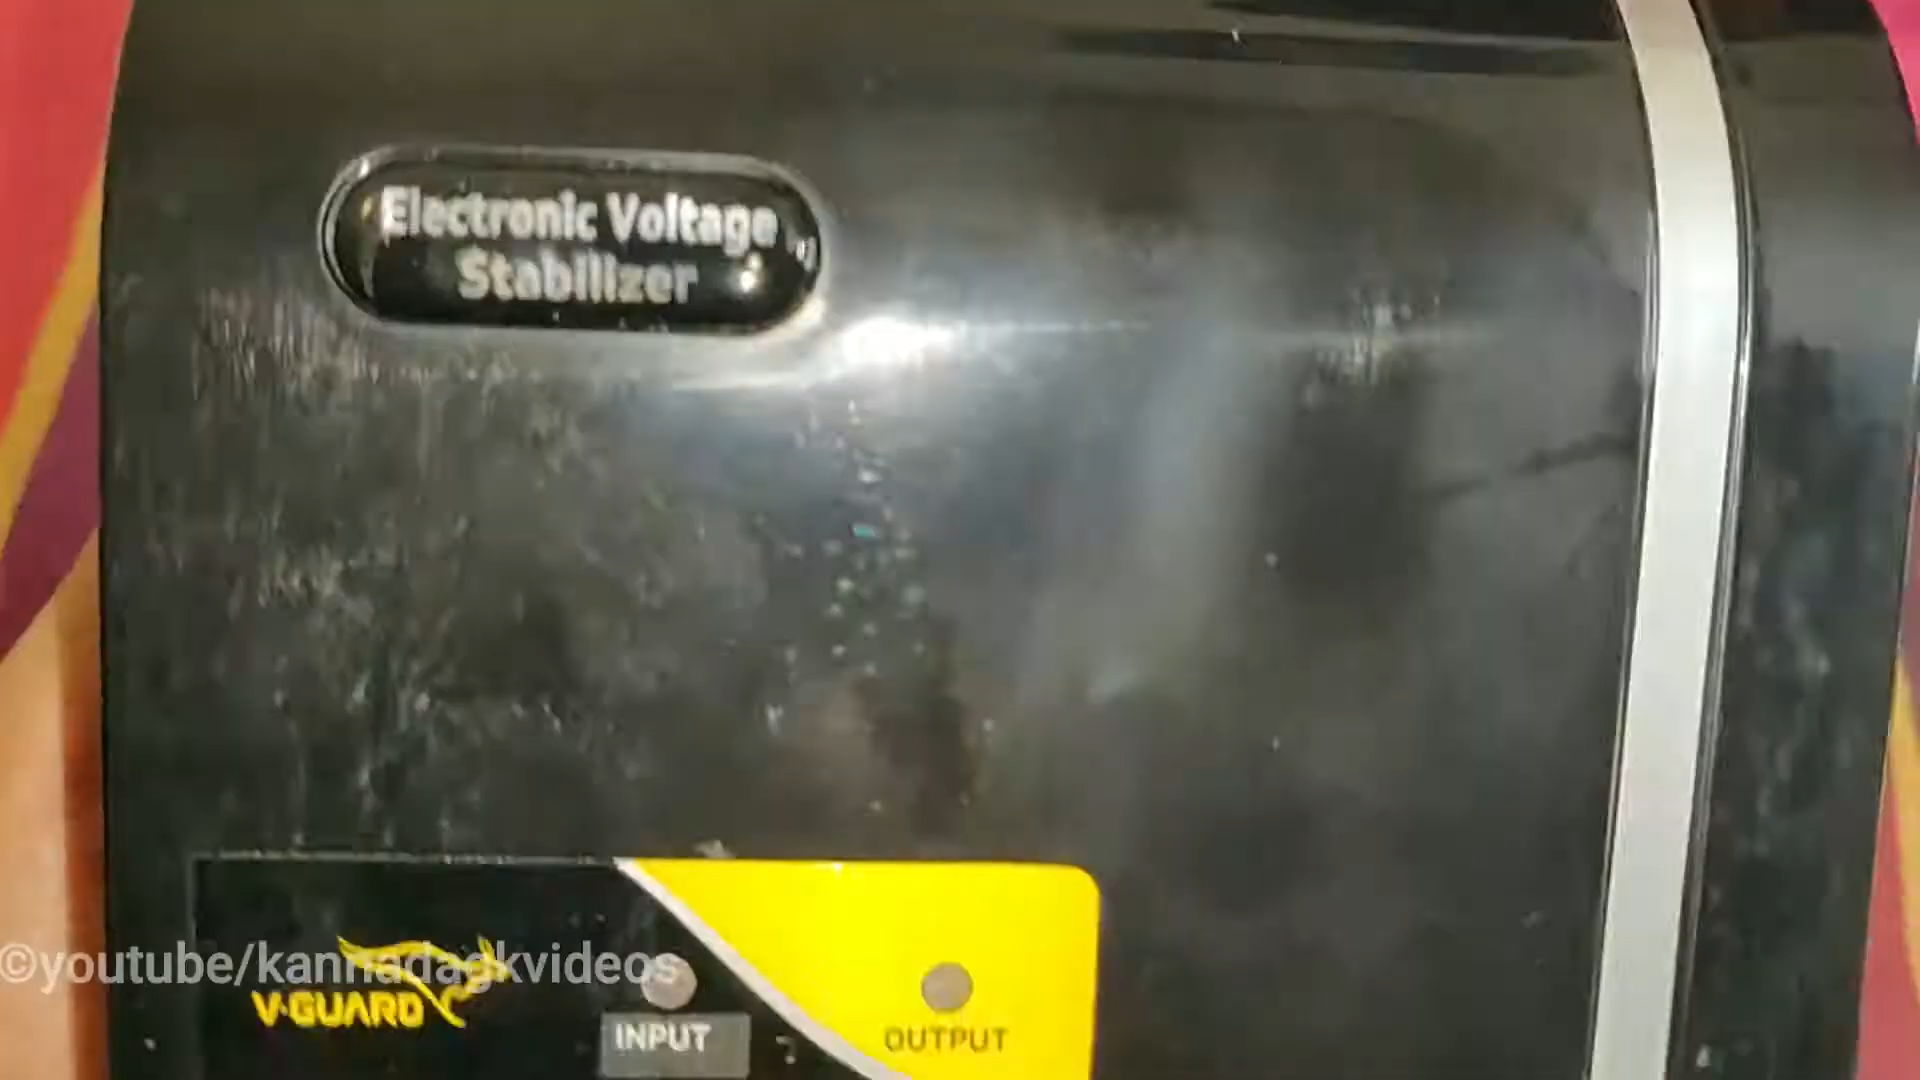 Electronic Voltage
Stabilizer
©youtube/kannadagkvideos
V-GUARD
INPUT
OUTPUT